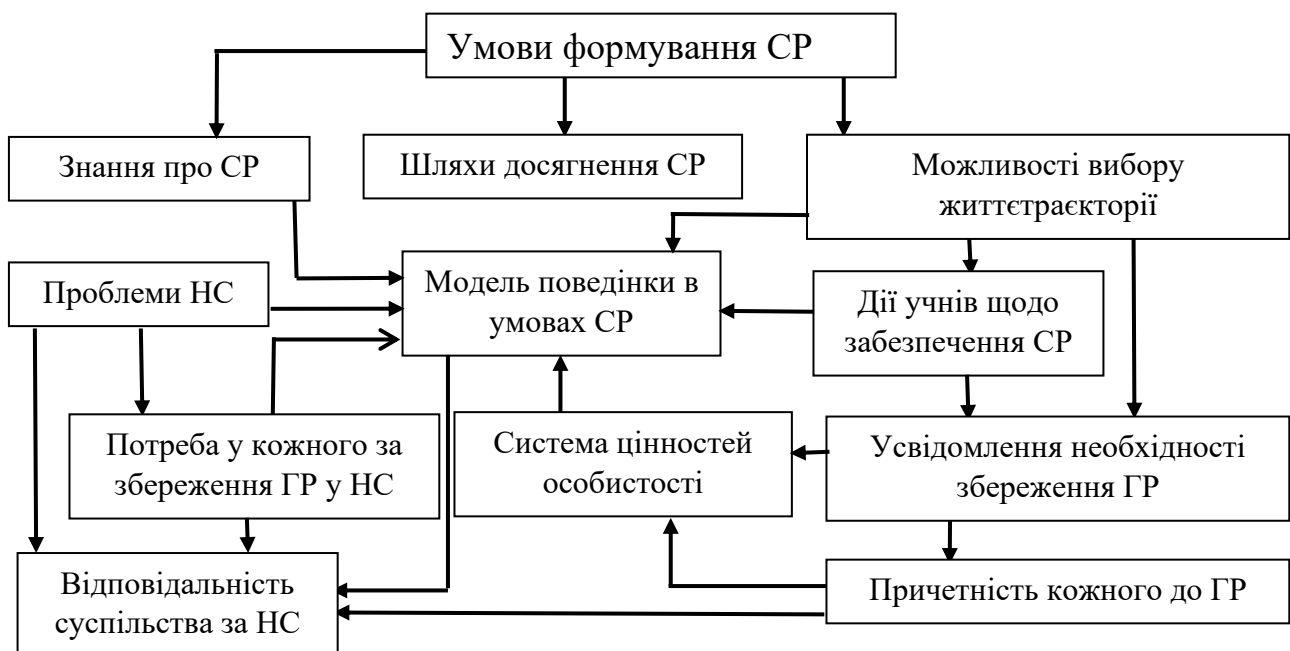 Умови формування СР
Знання про СР
Шляхи досягнення СР
Можливості вибору
життєтраєкторії
Проблеми НС
Модель поведінки в
умовах СР
Дії учнів щодо
забезпечення СР
Потреба у кожного за
збереження ГР у НС
Система цінностей
особистості
Усвідомлення необхідності
збереження ГР
Відповідальність
суспільства за НС
Причетність кожного до ГР